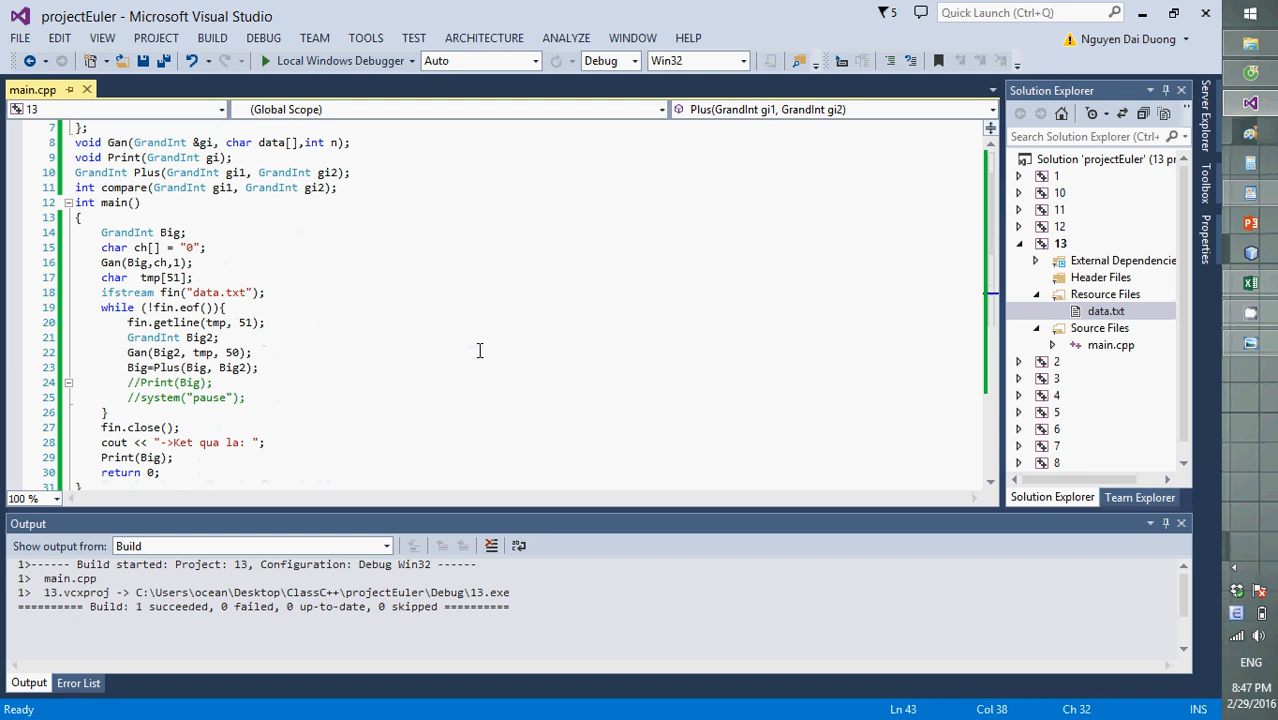 projectEuler - Microsoft Visual Studio
5
Quick Launch (Ctrl+Q)
FILE EDIT VIEW PROJECT BUILD DEBUG TEAM TOOLS TEST ARCHITECTURE ANALYZE WINDOW HELP
Nguyen Dai Duong
Local Windows Debugger Auto Debug Win32
main.cpp
13 (Global Scope) Plus(GrandInt gi1, GrandInt gi2)
7 };
8 void Gan(GrandInt &gi, char data[],int n);
9 void Print(GrandInt gi);
10 GrandInt Plus(GrandInt gi1, GrandInt gi2);
11 int compare(GrandInt gi1, GrandInt gi2);
12 int main()
13 {
14 GrandInt Big;
15 char ch[] = "0";
16 Gan(Big,ch,1);
17 char tmp[51];
18 ifstream fin("data.txt");
19 while (!fin.eof()){
20 fin.getline(tmp, 51);
21 GrandInt Big2;
22 Gan(Big2, tmp, 50);
23 Big=Plus(Big, Big2);
24 //Print(Big);
25 //system("pause");
26 }
27 fin.close();
28 cout << "->Ket qua la: ";
29 Print(Big);
30 return 0;
31 }
100 %
Solution Explorer
Search Solution Explorer (Ctrl+
Solution 'projectEuler' (13 pr
1
10
11
12
13
External Dependencie
Header Files
Resource Files
data.txt
Source Files
main.cpp
2
3
4
5
6
7
8
Solution Explorer Team Explorer
Server Explorer
Toolbox
Properties
Output
Show output from: Build
1>------ Build started: Project: 13, Configuration: Debug Win32 ------
1> main.cpp
1> 13.vcxproj -> C:\Users\ocean\Desktop\ClassC++\projectEuler\Debug\13.exe
========== Build: 1 succeeded, 0 failed, 0 up-to-date, 0 skipped ==========
Output Error List
Ready Ln 43 Col 38 Ch 32 INS
ENG
8:47 PM
2/29/2016